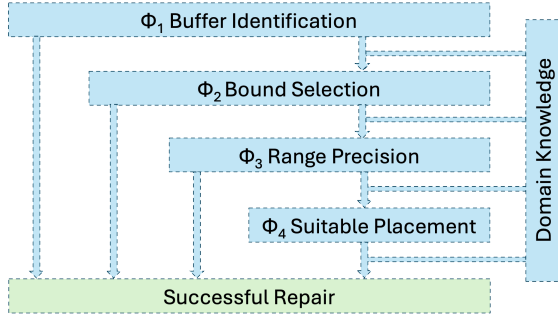 Φ₁ Buffer Identification
Φ₂ Bound Selection
Φ₃ Range Precision
Φ₄ Suitable Placement
Successful Repair
Domain Knowledge